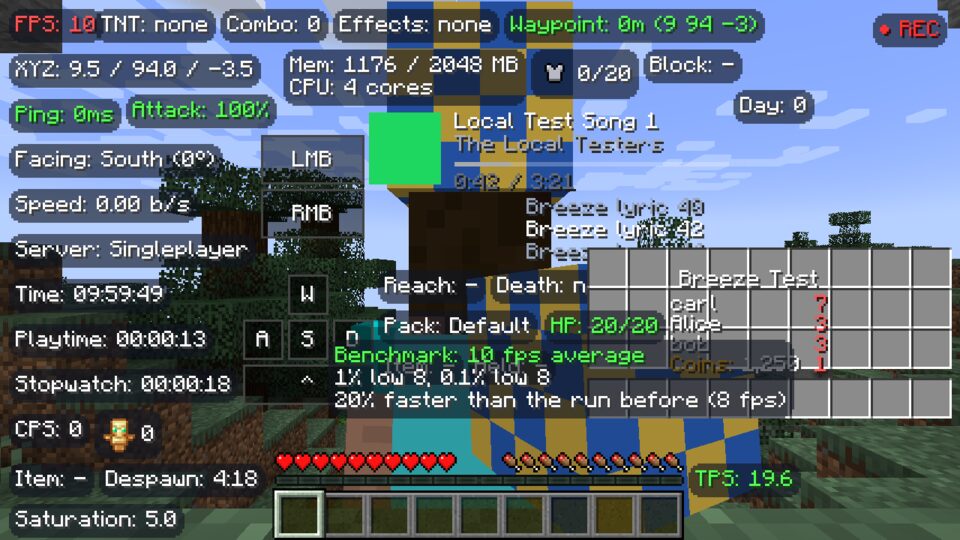 FPS: 10 TNT: none Combo: 0 Effects: none Waypoint: 0m (9 94 -3)
REC
XYZ: 9.5 / 94.0 / -3.5
Mem: 1176 / 2048 MB
CPU: 4 cores
0/20
Block: -
Day: 0
Ping: 0ms
Attack: 100%
Local Test Song 1
The Local Testers
0:42 / 3:21
Facing: South (0°)
LMB
RMB
Speed: 0.00 b/s
Breeze lyric 42
Breeze lyric
Server: Singleplayer
Breeze Test
carl 7
Alice 3
bob 3
Coins: 1,250 1
Reach: - Death: n
Time: 09:59:49
W
A S D
^
Pack: Default HP: 20/20
Playtime: 00:00:13
Benchmark: 10 fps average
1% low 8, 0.1% low 8
20% faster than the run before (8 fps)
Stopwatch: 00:00:18
CPS: 0
0
Item: - Despawn: 4:18
TPS: 19.6
Saturation: 5.0